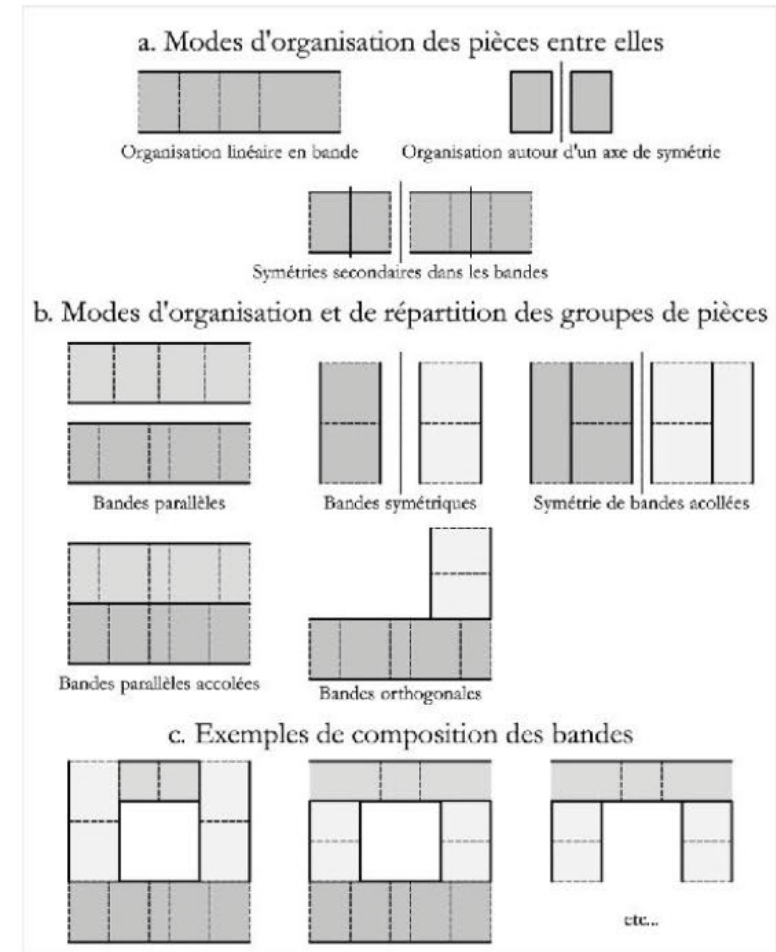 a. Modes d'organisation des pièces entre elles
Organisation linéaire en bande
Organisation autour d'un axe de symétrie
Symétries secondaires dans les bandes
b. Modes d'organisation et de répartition des groupes de pièces
Bandes parallèles
Bandes symétriques
Symétrie de bandes acollées
Bandes parallèles accolées
Bandes orthogonales
c. Exemples de composition des bandes
etc...